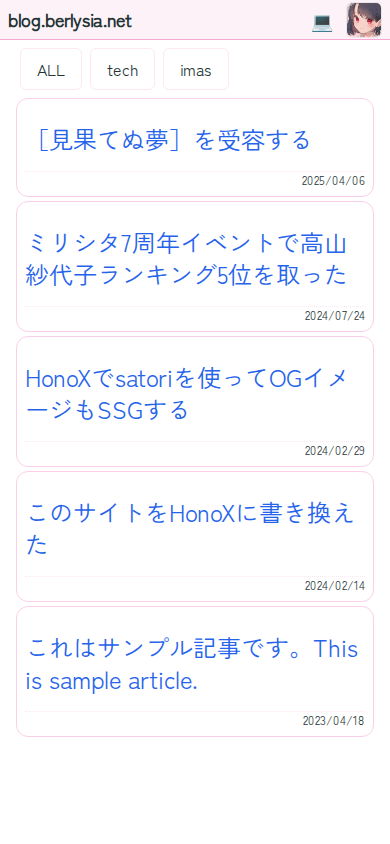 blog.berlysia.net
ALL
tech
imas
［見果てぬ夢］を受容する
2025/04/06
ミリシタ7周年イベントで高山
紗代子ランキング5位を取った
2024/07/24
HonoXでsatoriを使ってOGイメ
ージもSSGする
2024/02/29
このサイトをHonoXに書き換え
た
2024/02/14
これはサンプル記事です。This
is sample article.
2023/04/18